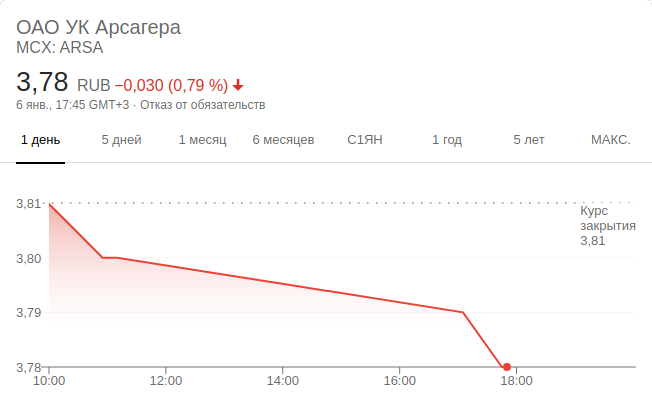 ОАО УК Арсагера
MCX: ARSA
3,78 RUB −0,030 (0,79 %)
6 янв., 17:45 GMT+3 · Отказ от обязательств
1 день 5 дней 1 месяц 6 месяцев С1ЯН 1 год 5 лет МАКС.
3,81
Курс
закрытия
3,81
3,80
3,79
3,78
10:00 12:00 14:00 16:00 18:00